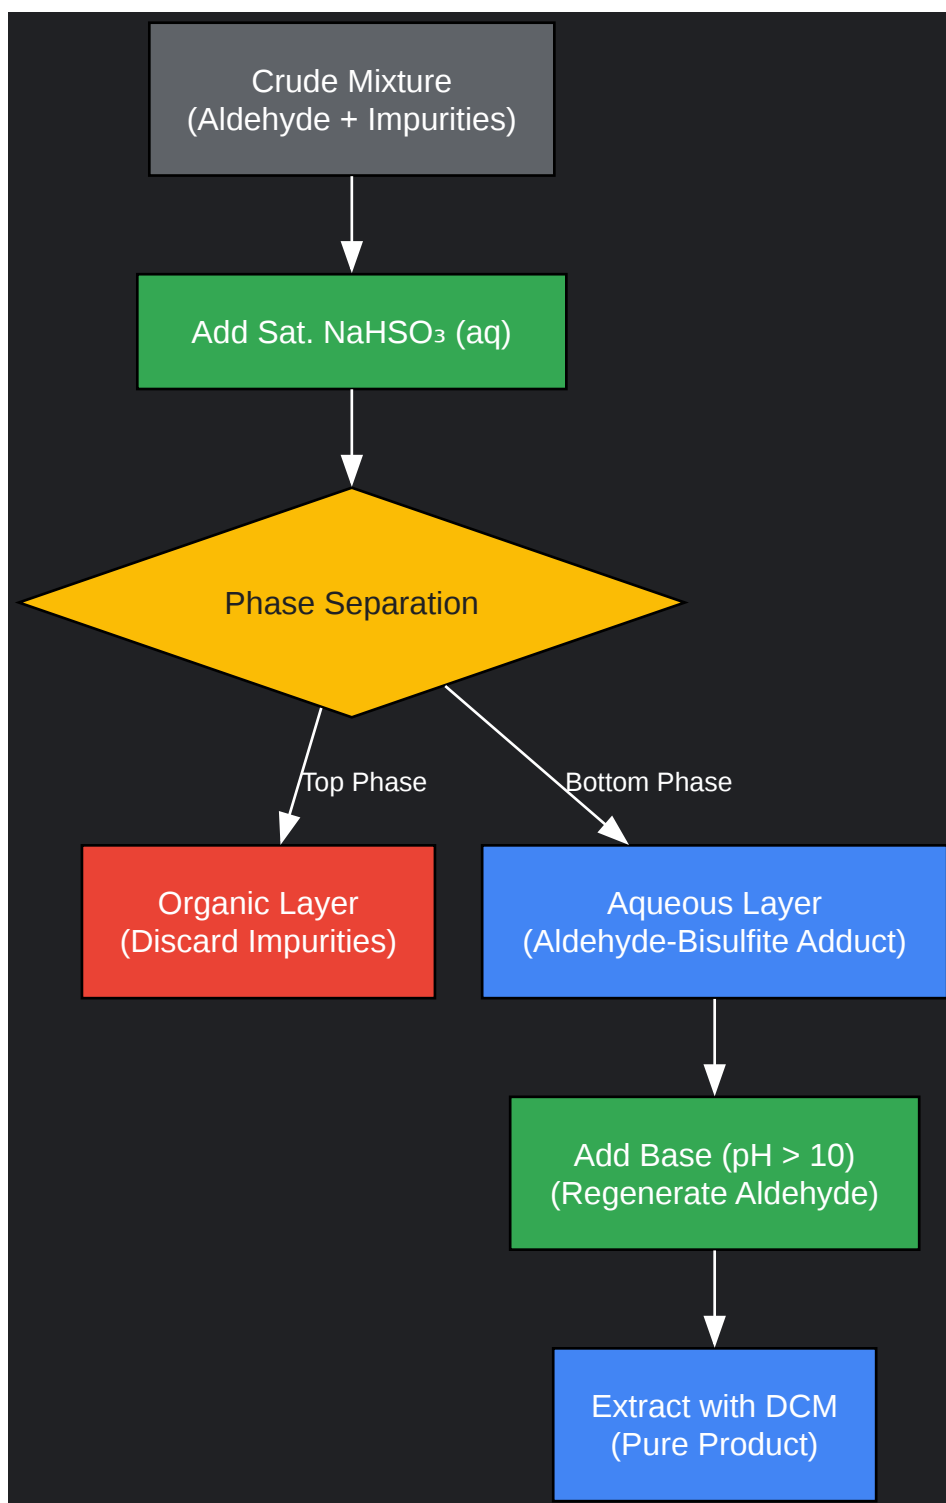 Crude Mixture
(Aldehyde + Impurities)
Add Sat. NaHSO₃ (aq)
Phase Separation
Top Phase
Bottom Phase
Organic Layer
(Discard Impurities)
Aqueous Layer
(Aldehyde-Bisulfite Adduct)
Add Base (pH > 10)
(Regenerate Aldehyde)
Extract with DCM
(Pure Product)